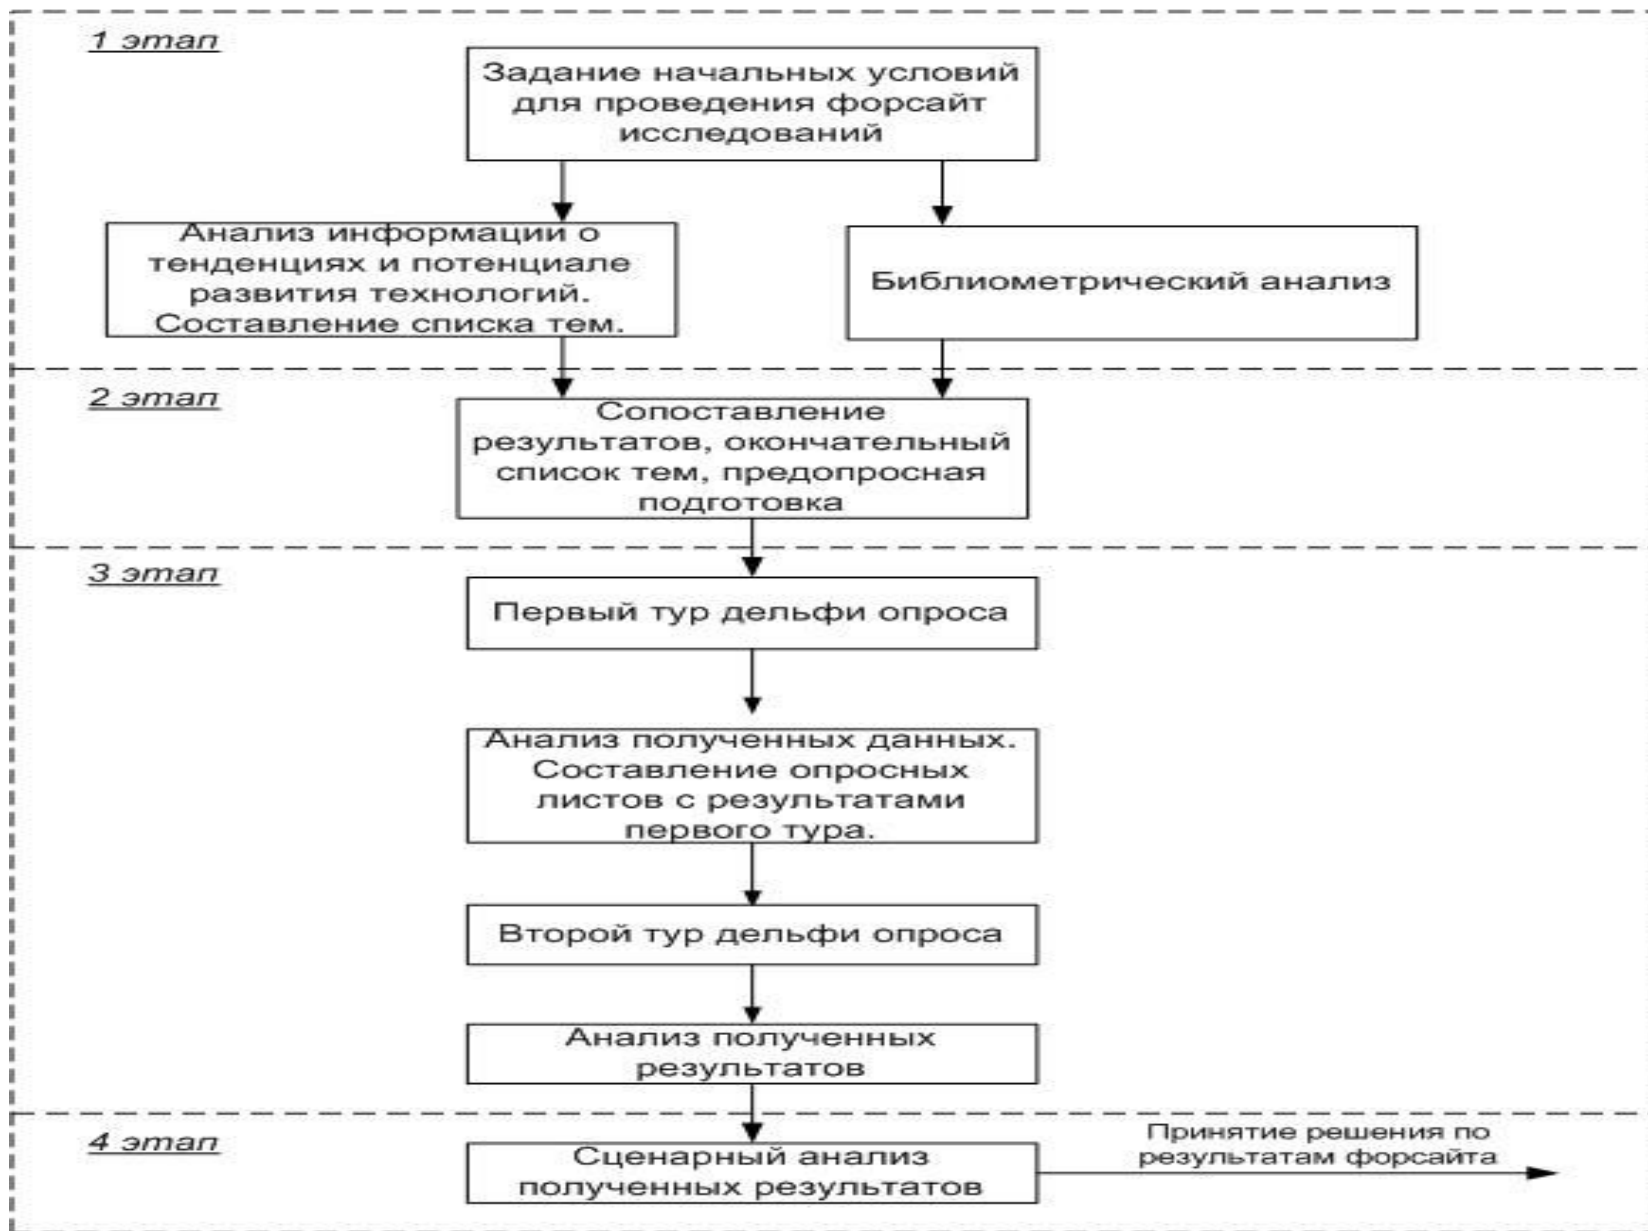 1 этап
Задание начальных условий
для проведения форсайт
исследований
Анализ информации о
тенденциях и потенциале
развития технологий.
Составление списка тем.
Библиометрический анализ
2 этап
Сопоставление
результатов, окончательный
список тем, предопросная
подготовка
3 этап
Первый тур дельфи опроса
Анализ полученных данных.
Составление опросных
листов с результатами
первого тура.
Второй тур дельфи опроса
Анализ полученных
результатов
4 этап
Сценарный анализ
полученных результатов
Принятие решения по
результатам форсайта